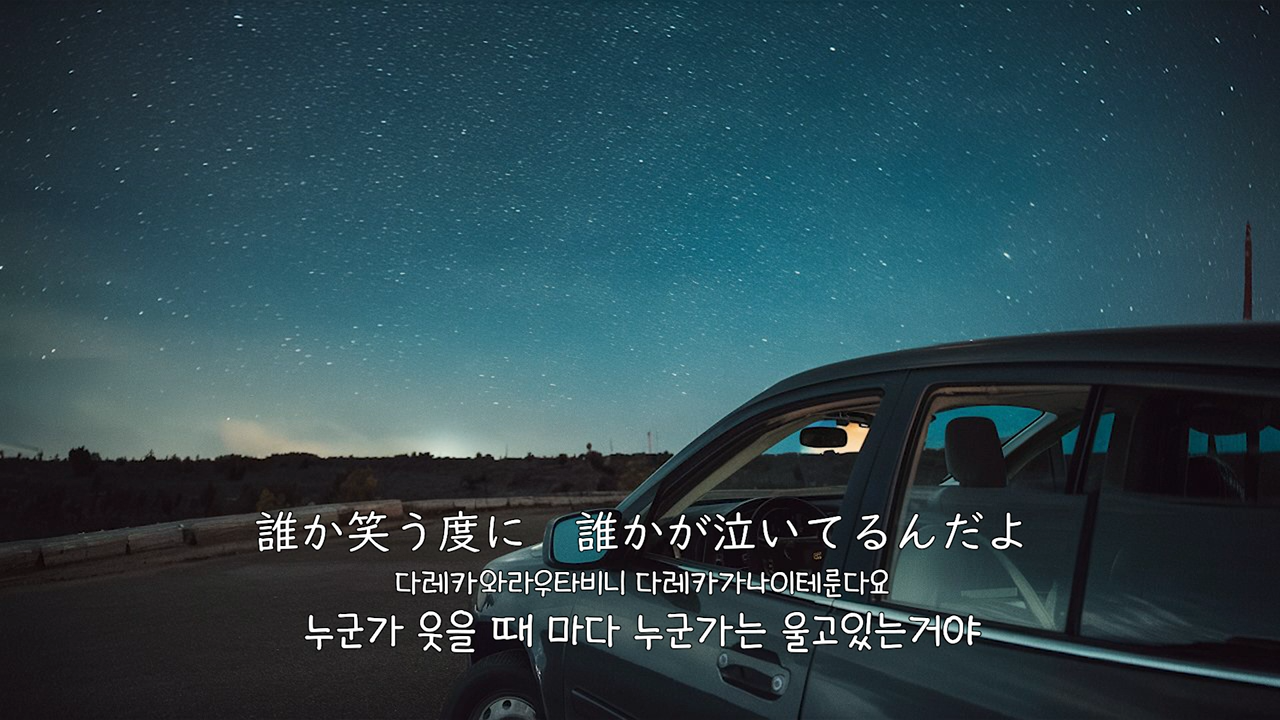 誰か笑う度に 誰かが泣いてるんだよ
다레카와라우타비니 다레카가나이테룬다요
누군가 웃을 때 마다 누군가는 울고있는거야